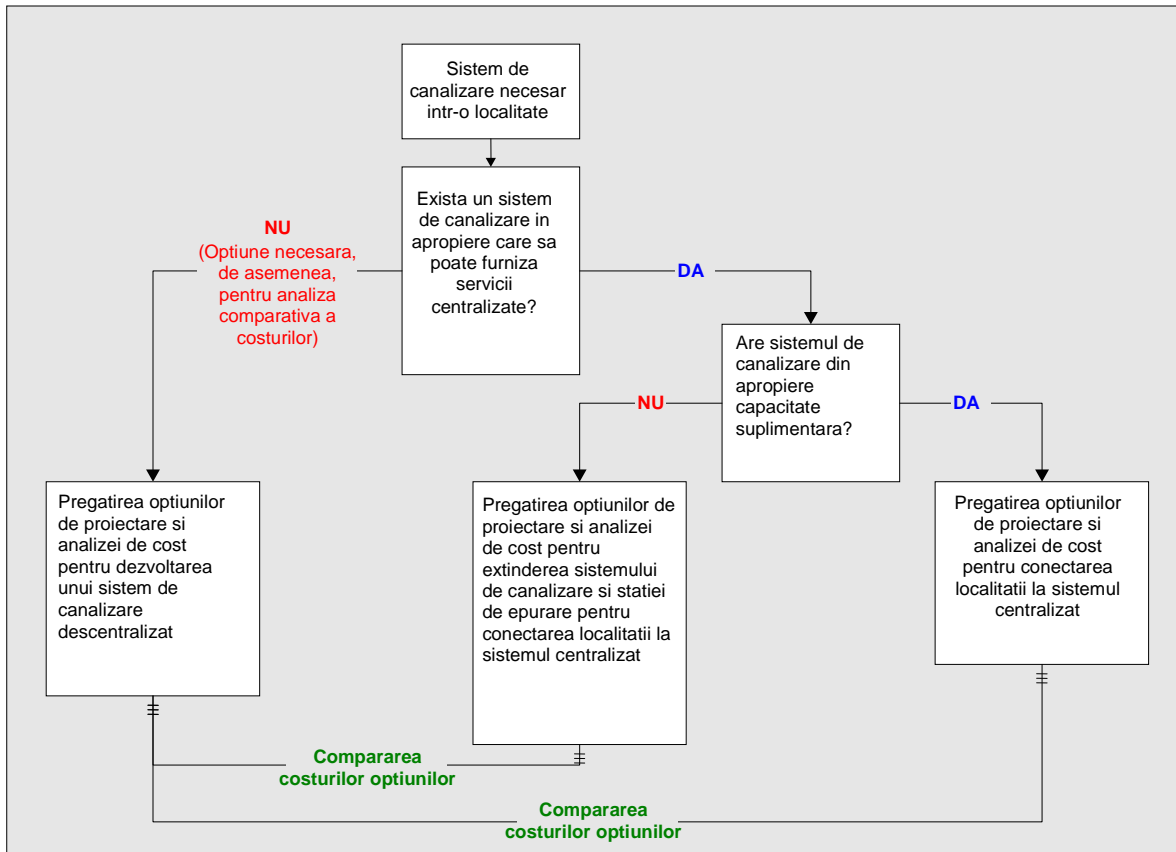 Sistem de
canalizare necesar
intr-o localitate
Exista un sistem
de canalizare in
apropiere care sa
poate furniza
servicii
centralizate?
NU
(Optiune necesara,
de asemenea,
pentru analiza
comparativa a
costurilor)
DA
Are sistemul de
canalizare din
apropiere
capacitate
suplimentara?
NU
DA
Pregatirea optiunilor
de proiectare si
analizei de cost
pentru dezvoltarea
unui sistem de
canalizare
descentralizat
Pregatirea optiunilor de
proiectare si analizei
de cost pentru
extinderea sistemului
de canalizare si statiei
de epurare pentru
conectarea localitatii la
sistemul centralizat
Pregatirea optiunilor
de proiectare si
analizei de cost
pentru conectarea
localitatii la sistemul
centralizat
Compararea
costurilor optiunilor
Compararea
costurilor optiunilor